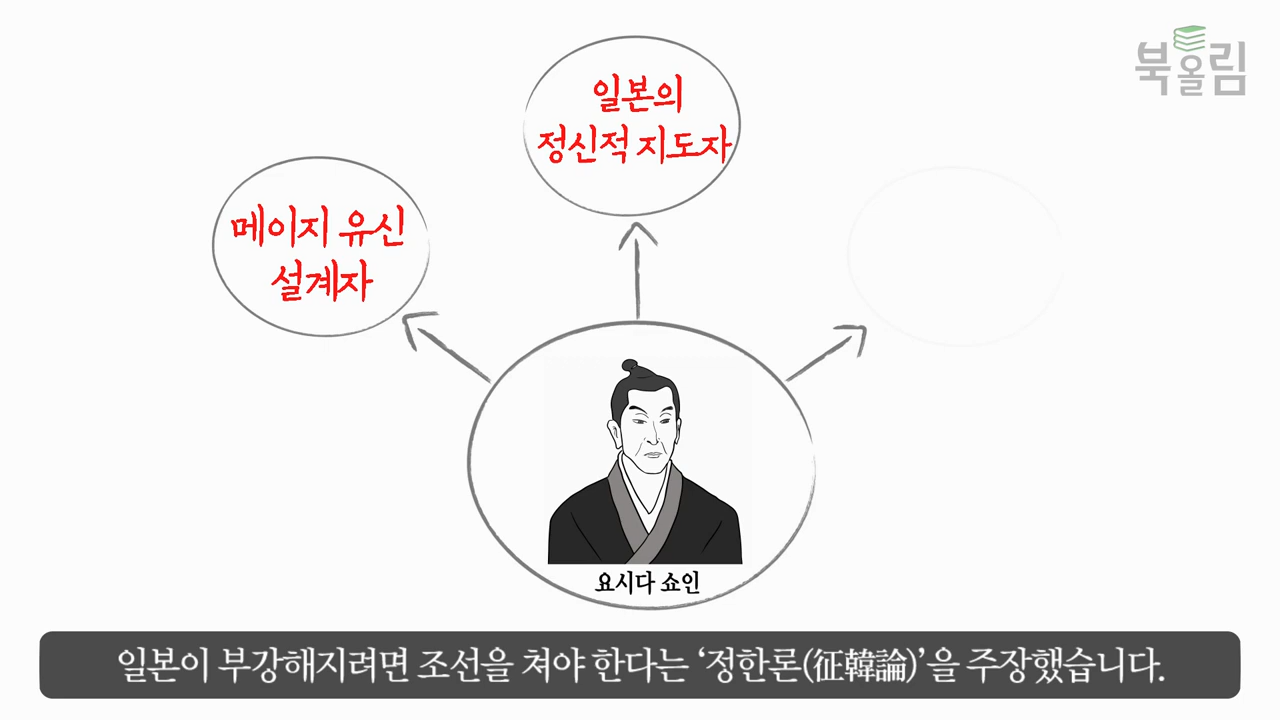 북올림
일본의
정신적 지도자
메이지 유신
설계자
요시다 쇼인
일본이 부강해지려면 조선을 쳐야 한다는 ‘정한론(征韓論)’을 주장했습니다.